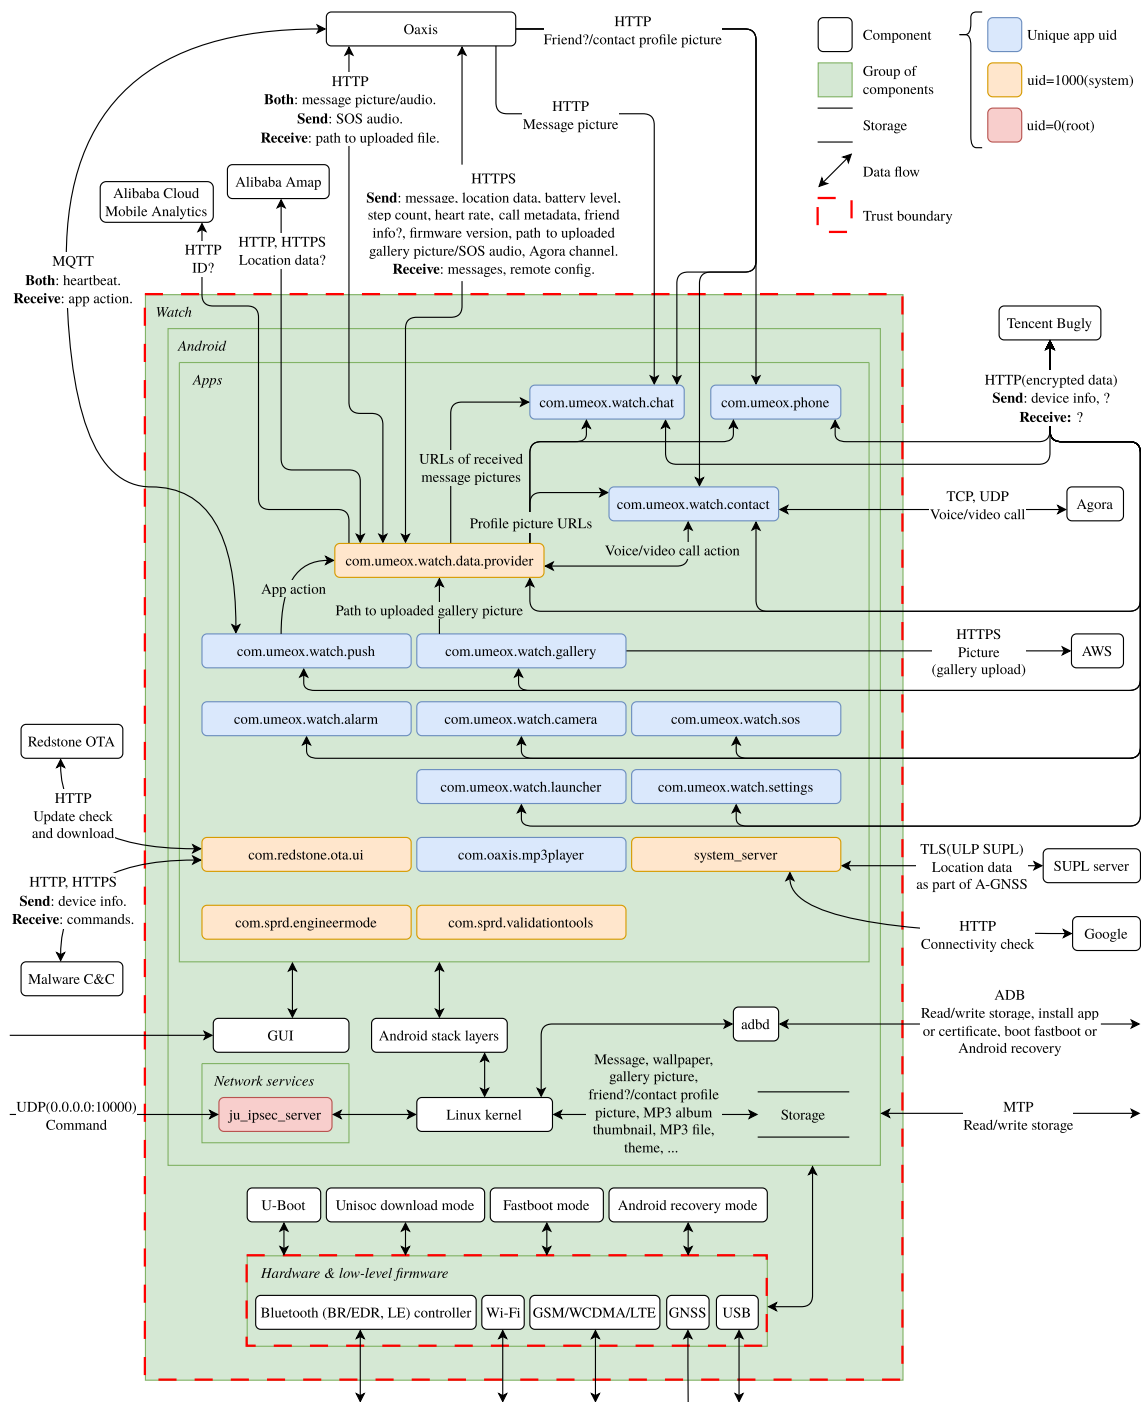 Oaxis
HTTP
Friend?/contact profile picture
Component
Unique app uid
Group of
components
uid=1000(system)
Storage
uid=0(root)
Data flow
Trust boundary
HTTP
Both: message picture/audio.
Send: SOS audio.
Receive: path to uploaded file.
HTTP
Message picture
Alibaba Cloud
Mobile Analytics
Alibaba Amap
HTTPS
Send: message, location data, battery level,
step count, heart rate, call metadata, friend
info?, firmware version, path to uploaded
gallery picture/SOS audio, Agora channel.
Receive: messages, remote config.
HTTP
ID?
HTTP, HTTPS
Location data?
MQTT
Both: heartbeat.
Receive: app action.
Watch
Android
Apps
Tencent Bugly
HTTP(encrypted data)
Send: device info, ?
Receive: ?
com.umeox.watch.chat
com.umeox.phone
URLs of received
message pictures
com.umeox.watch.contact
TCP, UDP
Voice/video call
Agora
Profile picture URLs
Voice/video call action
com.umeox.watch.data.provider
App action
Path to uploaded gallery picture
com.umeox.watch.push
com.umeox.watch.gallery
HTTPS
Picture
(gallery upload)
AWS
com.umeox.watch.alarm
com.umeox.watch.camera
com.umeox.watch.sos
Redstone OTA
HTTP
Update check
and download
com.umeox.watch.launcher
com.umeox.watch.settings
com.redstone.ota.ui
com.oaxis.mp3player
system_server
TLS(ULP SUPL)
Location data
as part of A-GNSS
SUPL server
HTTP, HTTPS
Send: device info.
Receive: commands.
com.sprd.engineermode
com.sprd.validationtools
HTTP
Connectivity check
Google
Malware C&C
GUI
Android stack layers
adbd
ADB
Read/write storage, install app
or certificate, boot fastboot or
Android recovery
Network services
ju_ipsec_server
_UDP(0.0.0.0:10000)
Command
Linux kernel
Message, wallpaper,
gallery picture,
friend?/contact profile
picture, MP3 album
thumbnail, MP3 file,
theme, ...
Storage
MTP
Read/write storage
U-Boot
Unisoc download mode
Fastboot mode
Android recovery mode
Hardware & low-level firmware
Bluetooth (BR/EDR, LE) controller
Wi-Fi
GSM/WCDMA/LTE
GNSS
USB